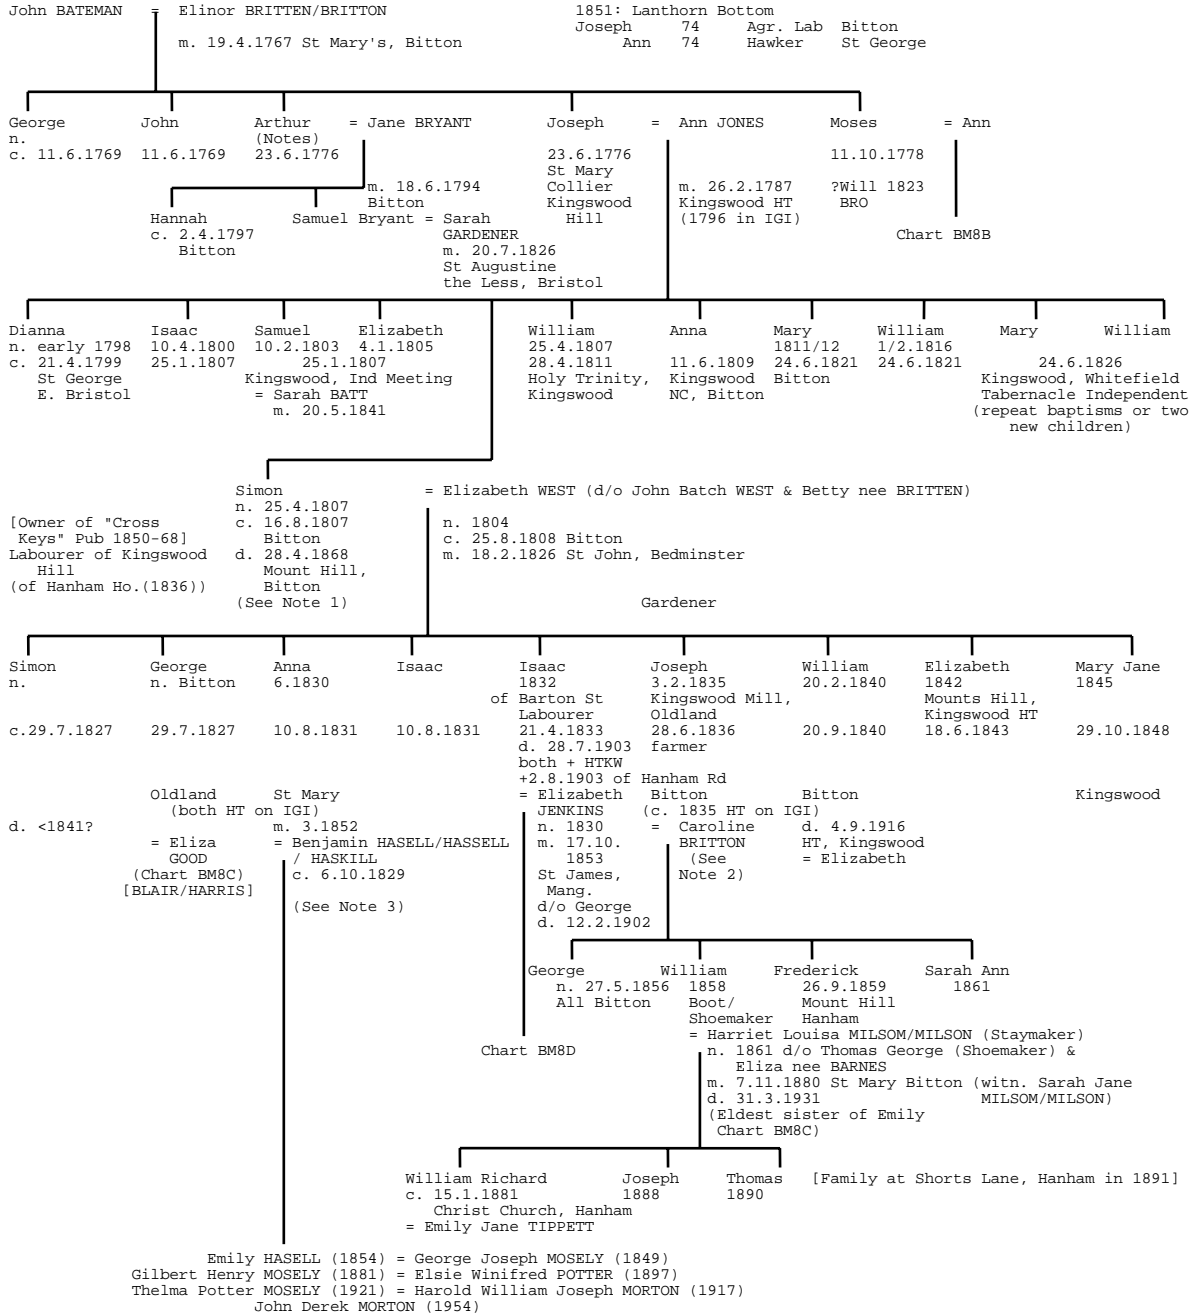 John BATEMAN = Elinor BRITTEN/BRITTON 1851: Lanthorn Bottom
Joseph 74 Agr. Lab Bitton
m. 19.4.1767 St Mary's, Bitton Ann 74 Hawker St George
George John Arthur = Jane BRYANT Joseph = Ann JONES Moses = Ann
n. (Notes)
c. 11.6.1769 11.6.1769 23.6.1776 23.6.1776 11.10.1778
St Mary
m. 18.6.1794 Collier m. 26.2.1787 ?Will 1823
Bitton Kingswood Kingswood HT BRO
Hannah Samuel Bryant = Sarah Hill (1796 in IGI)
c. 2.4.1797 GARDENER Chart BM8B
Bitton m. 20.7.1826
St Augustine
the Less, Bristol
Dianna Isaac Samuel Elizabeth William Anna Mary William Mary William
n. early 1798 10.4.1800 10.2.1803 4.1.1805 25.4.1807 1811/12 1/2.1816
c. 21.4.1799 25.1.1807 25.1.1807 28.4.1811 11.6.1809 24.6.1821 24.6.1821 24.6.1826
St George Kingswood, Ind Meeting Holy Trinity, Kingswood Bitton Kingswood, Whitefield
E. Bristol = Sarah BATT Kingswood NC, Bitton Tabernacle Independent
m. 20.5.1841 (repeat baptisms or two
new children)
Simon = Elizabeth WEST (d/o John Batch WEST & Betty nee BRITTEN)
n. 25.4.1807
[Owner of "Cross c. 16.8.1807 n. 1804
Keys" Pub 1850-68] Bitton c. 25.8.1808 Bitton
Labourer of Kingswood d. 28.4.1868 m. 18.2.1826 St John, Bedminster
Hill Mount Hill,
(of Hanham Ho.(1836)) Bitton
(See Note 1) Gardener
Simon George Anna Isaac Isaac Joseph William Elizabeth Mary Jane
n. n. Bitton 6.1830 1832 3.2.1835 20.2.1840 1842 1845
of Barton St Kingswood Mill, Mounts Hill,
Labourer Oldland Kingswood HT
c.29.7.1827 29.7.1827 10.8.1831 10.8.1831 21.4.1833 28.6.1836 20.9.1840 18.6.1843 29.10.1848
d. 28.7.1903 farmer
both + HTKW
+2.8.1903 of Hanham Rd
Oldland St Mary = Elizabeth Bitton Bitton Kingswood
(both HT on IGI) JENKINS (c. 1835 HT on IGI)
d. <1841? m. 3.1852 n. 1830 = Caroline d. 4.9.1916
= Eliza = Benjamin HASELL/HASSELL m. 17.10. BRITTON HT, Kingswood
GOOD / HASKILL 1853 (See = Elizabeth
(Chart BM8C) c. 6.10.1829 St James, Note 2)
[BLAIR/HARRIS] Mang.
(See Note 3) d/o George
d. 12.2.1902
George William Frederick Sarah Ann
n. 27.5.1856 1858 26.9.1859 1861
All Bitton Boot/ Mount Hill
Shoemaker Hanham
= Harriet Louisa MILSOM/MILSON (Staymaker)
Chart BM8D n. 1861 d/o Thomas George (Shoemaker) &
Eliza nee BARNES
m. 7.11.1880 St Mary Bitton (witn. Sarah Jane
d. 31.3.1931 MILSOM/MILSON)
(Eldest sister of Emily
Chart BM8C)
William Richard Joseph Thomas [Family at Shorts Lane, Hanham in 1891]
c. 15.1.1881 1888 1890
Christ Church, Hanham
= Emily Jane TIPPETT
Emily HASELL (1854) = George Joseph MOSELY (1849)
Gilbert Henry MOSELY (1881) = Elsie Winifred POTTER (1897)
Thelma Potter MOSELY (1921) = Harold William Joseph MORTON (1917)
John Derek MORTON (1954)